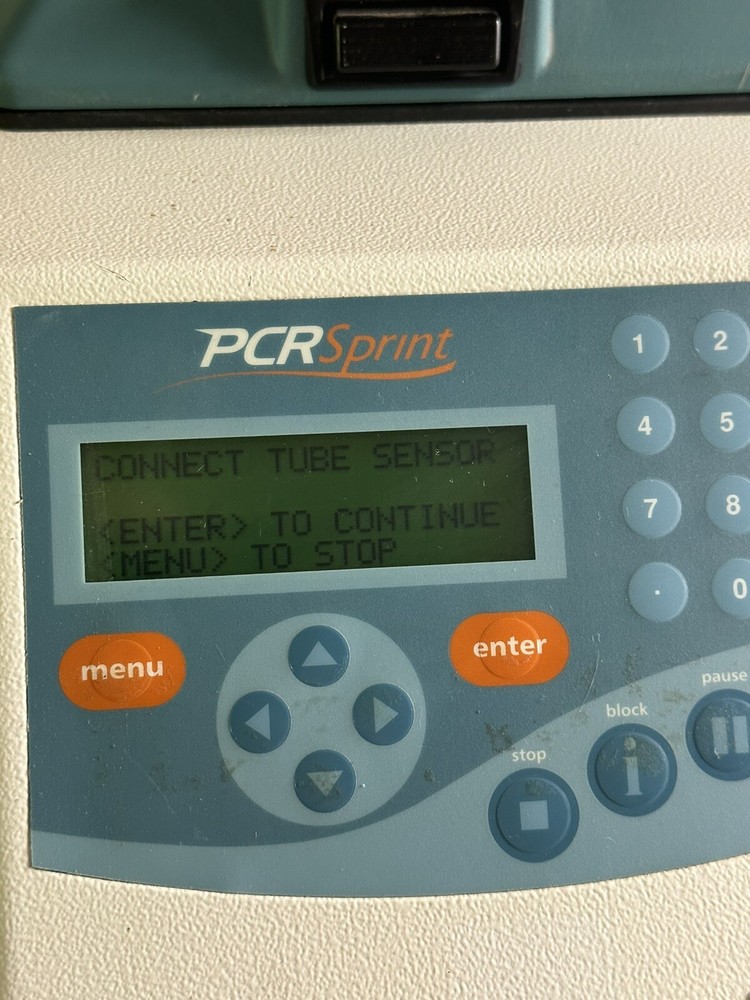 PCRSprint
CONNECT TUBE SENSOR
<ENTER> TO CONTINUE
<MENU> TO STOP
menu
enter
1 2
4 5
7 8
. 0
stop
block
i
pause